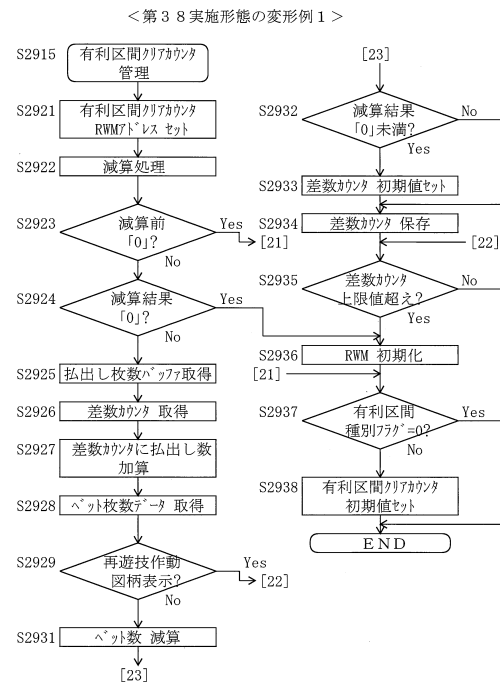 ＜第３８実施形態の変形例１＞
S2915
有利区間クリアカウンタ
管理
S2921
有利区間クリアカウンタ
RWMアドレス セット
S2922
減算処理
S2923
減算前
「0」?
Yes
[21]
No
S2924
減算結果
「0」?
Yes
No
S2925
払出し枚数バッファ取得
S2926
差数カウンタ 取得
S2927
差数カウンタに払出し数
加算
S2928
ベット枚数データ 取得
S2929
再遊技作動
図柄表示?
Yes
[22]
No
S2931
ベット数 減算
[23]
[23]
S2932
減算結果
「0」未満?
No
Yes
S2933
差数カウンタ 初期値セット
S2934
差数カウンタ 保存
[22]
S2935
差数カウンタ
上限値超え?
No
Yes
S2936
RWM 初期化
[21]
S2937
有利区間
種別フラグ=0?
Yes
No
S2938
有利区間クリアカウンタ
初期値セット
ＥＮＤ